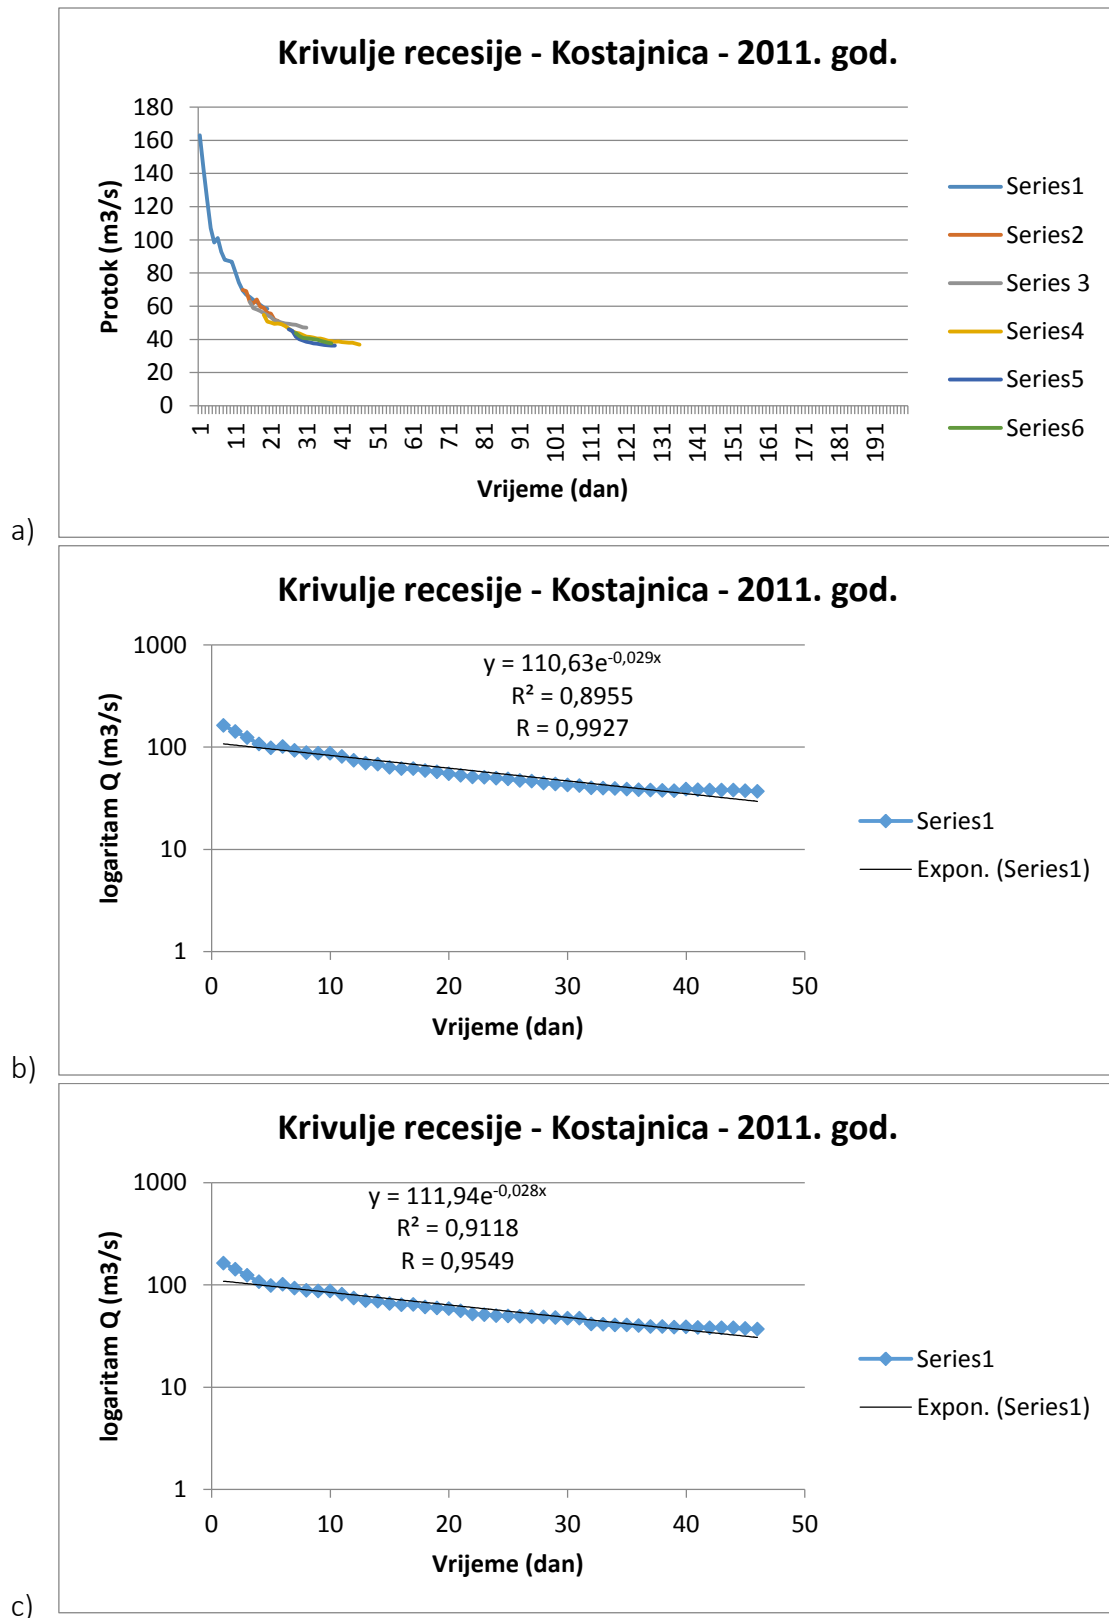 Krivulje recesije - Kostajnica - 2011. god.
180
160
140
120
100
80
60
40
20
0
Protok (m3/s)
1 11 21 31 41 51 61 71 81 91 101 111 121 131 141 151 161 171 181 191
Vrijeme (dan)
Series1
Series2
Series 3
Series4
Series5
Series6
a)
Krivulje recesije - Kostajnica - 2011. god.
y = 110,63e^-0,029x
R² = 0,8955
R = 0,9927
1000
100
10
1
logaritam Q (m3/s)
0 10 20 30 40 50
Vrijeme (dan)
Series1
Expon. (Series1)
b)
Krivulje recesije - Kostajnica - 2011. god.
y = 111,94e^-0,028x
R² = 0,9118
R = 0,9549
1000
100
10
1
logaritam Q (m3/s)
0 10 20 30 40 50
Vrijeme (dan)
Series1
Expon. (Series1)
c)